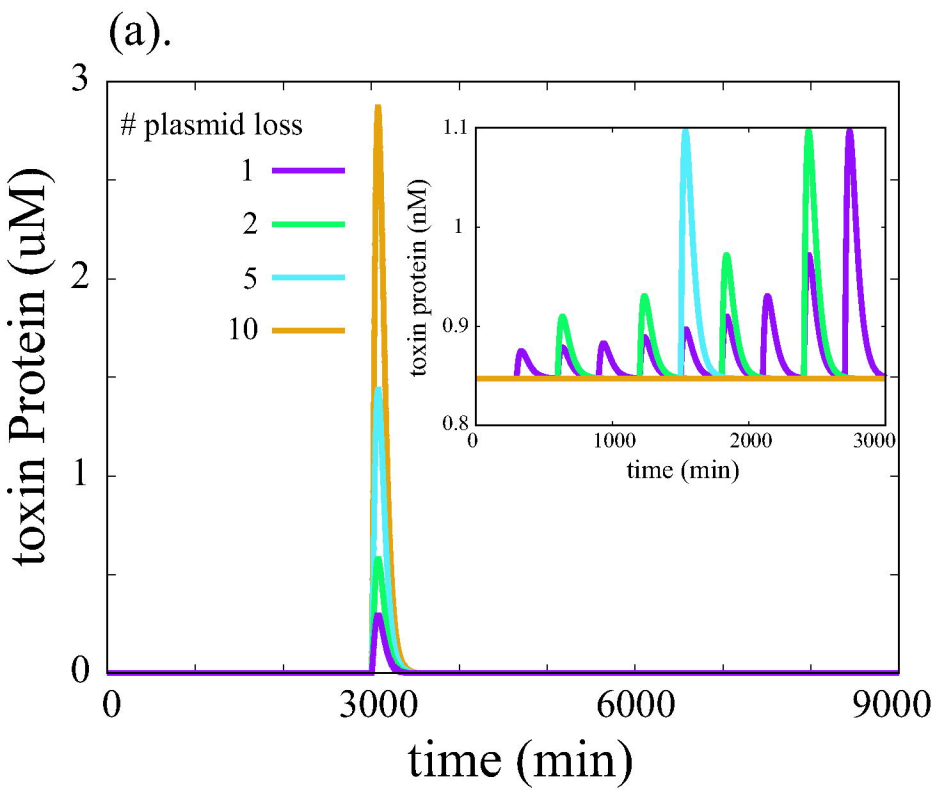 (a).
3
2
1
0
toxin Protein (uM)
# plasmid loss
1
2
5
10
1.1
1
0.9
0.8
toxin protein (nM)
0 1000 2000 3000
time (min)
0 3000 6000 9000
time (min)